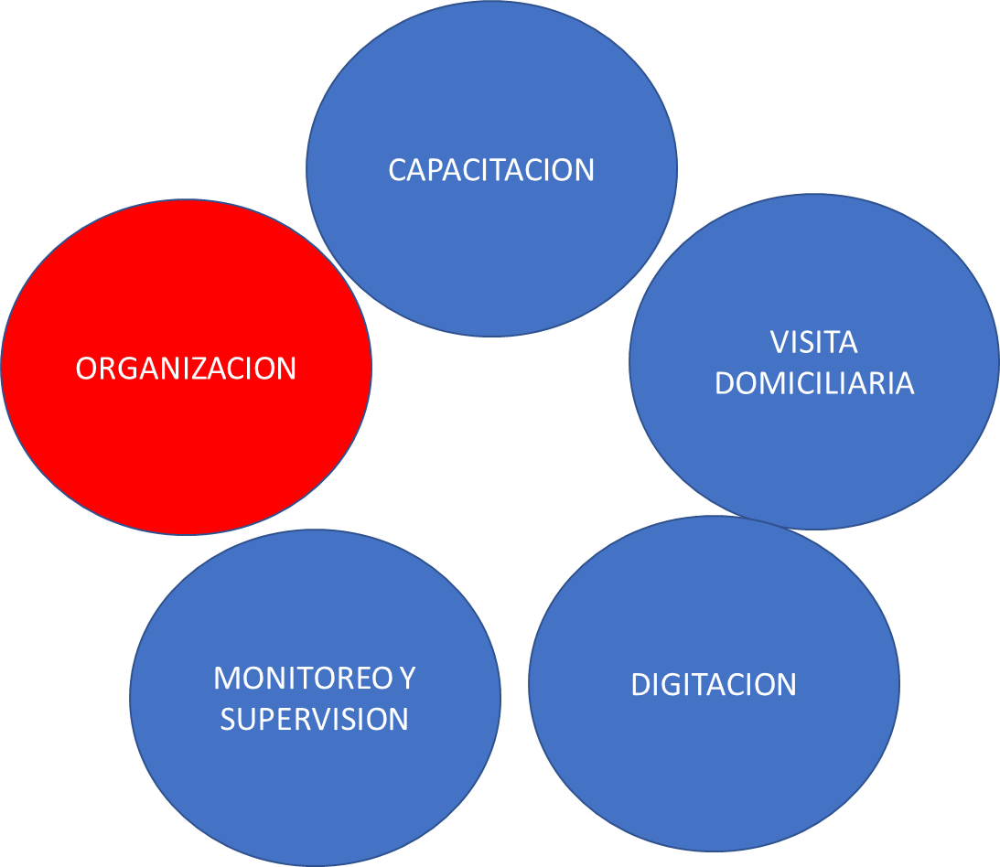 CAPACITACION
ORGANIZACION
VISITA
DOMICILIARIA
MONITOREO Y
SUPERVISION
DIGITACION